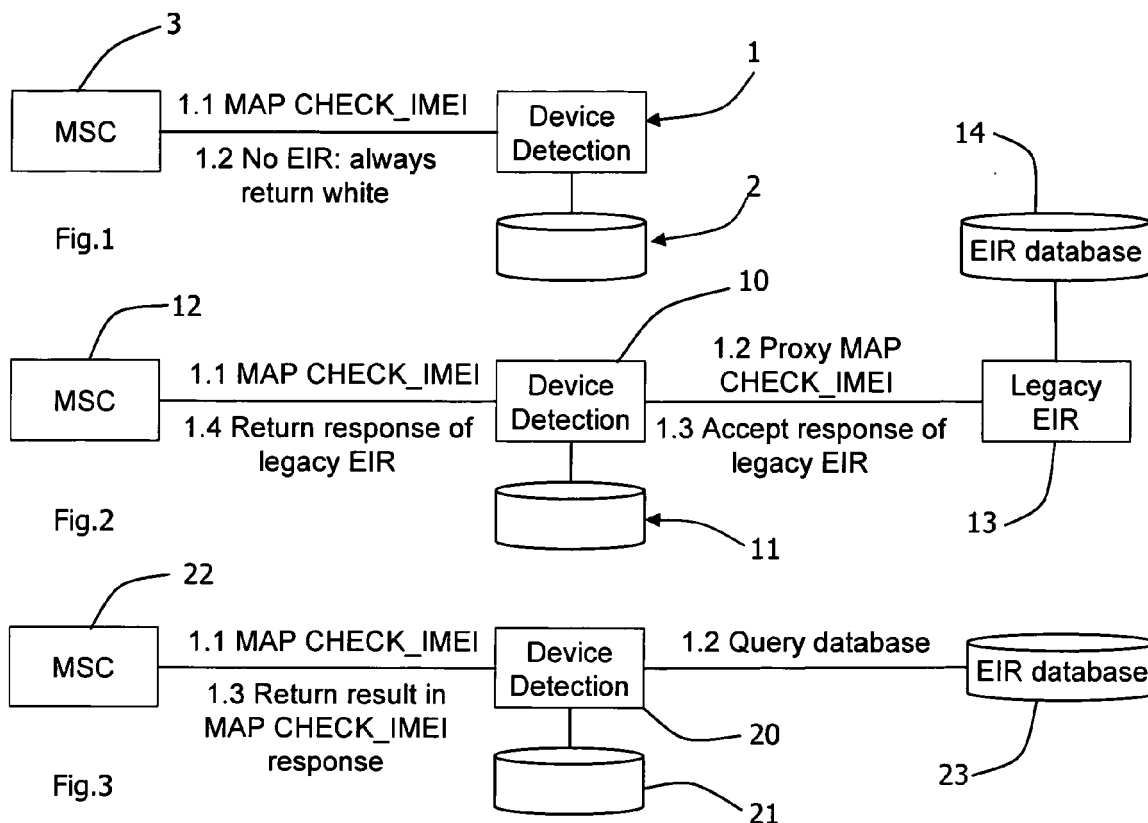 3
1
MSC
1.1 MAP CHECK_IMEI
Device
Detection
1.2 No EIR: always
return white
2
Fig.1
14
EIR database
12
10
MSC
1.1 MAP CHECK_IMEI
Device
Detection
1.2 Proxy MAP
CHECK_IMEI
Legacy
EIR
1.4 Return response of
legacy EIR
1.3 Accept response of
legacy EIR
Fig.2
11
13
22
MSC
1.1 MAP CHECK_IMEI
Device
Detection
1.2 Query database
EIR database
1.3 Return result in
MAP CHECK_IMEI
response
20
23
21
Fig.3